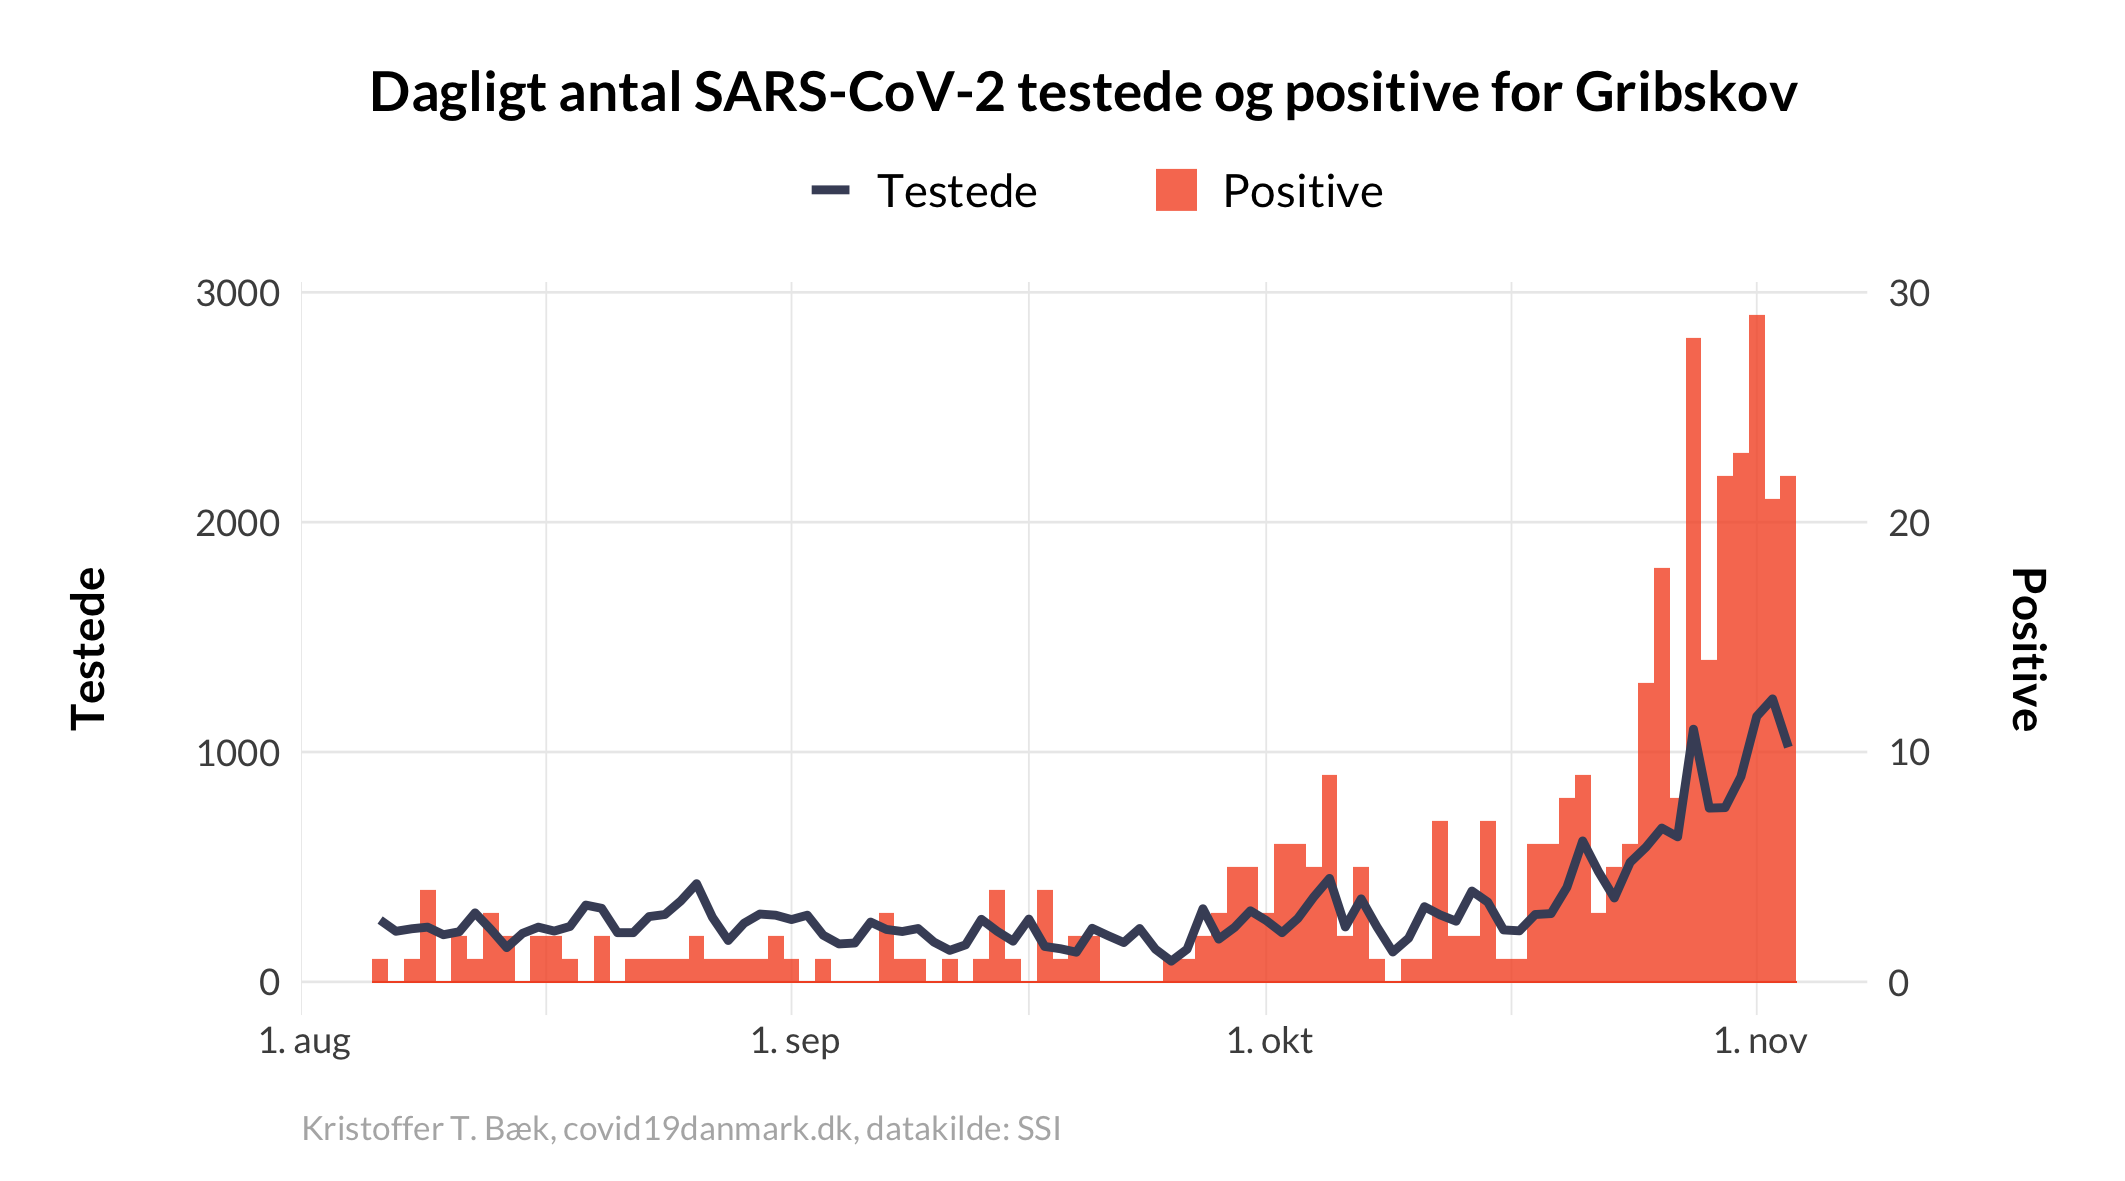 Dagligt antal SARS-CoV-2 testede og positive for Gribskov
Testede
Positive
3000
2000
1000
0
Testede
30
20
10
0
Positive
1. aug
1. sep
1. okt
1. nov
Kristoffer T. Bæk, covid19danmark.dk, datakilde: SSI